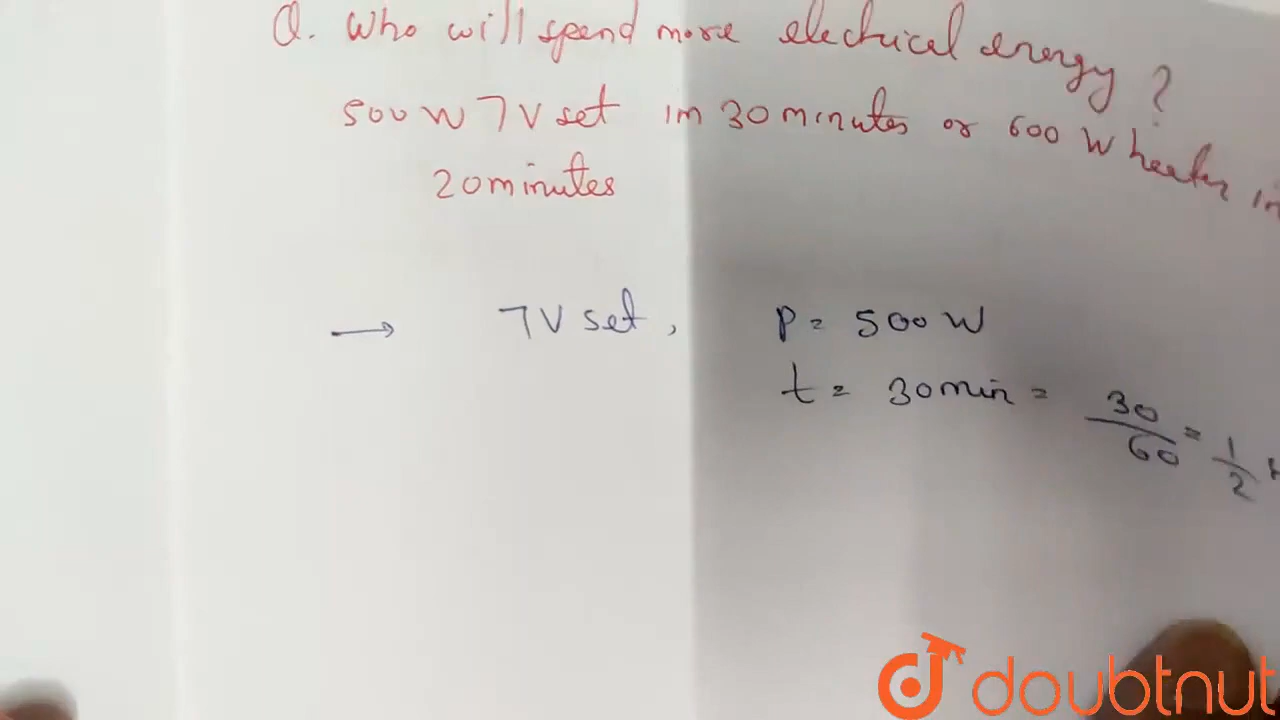 Q. Who will spend more electrical energy ?
500 W TV set in 30 minutes or 600 W heater in
20 minutes
→ TV set, P = 500 W
t = 30 min = 30/60 = 1/2 H
doubtnut